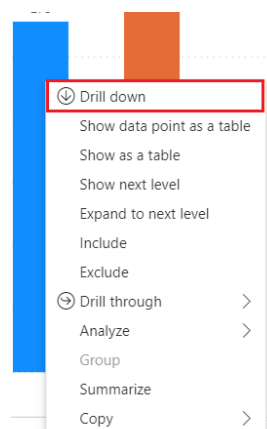 Drill down
Show data point as a table
Show as a table
Show next level
Expand to next level
Include
Exclude
Drill through
Analyze
Group
Summarize
Copy